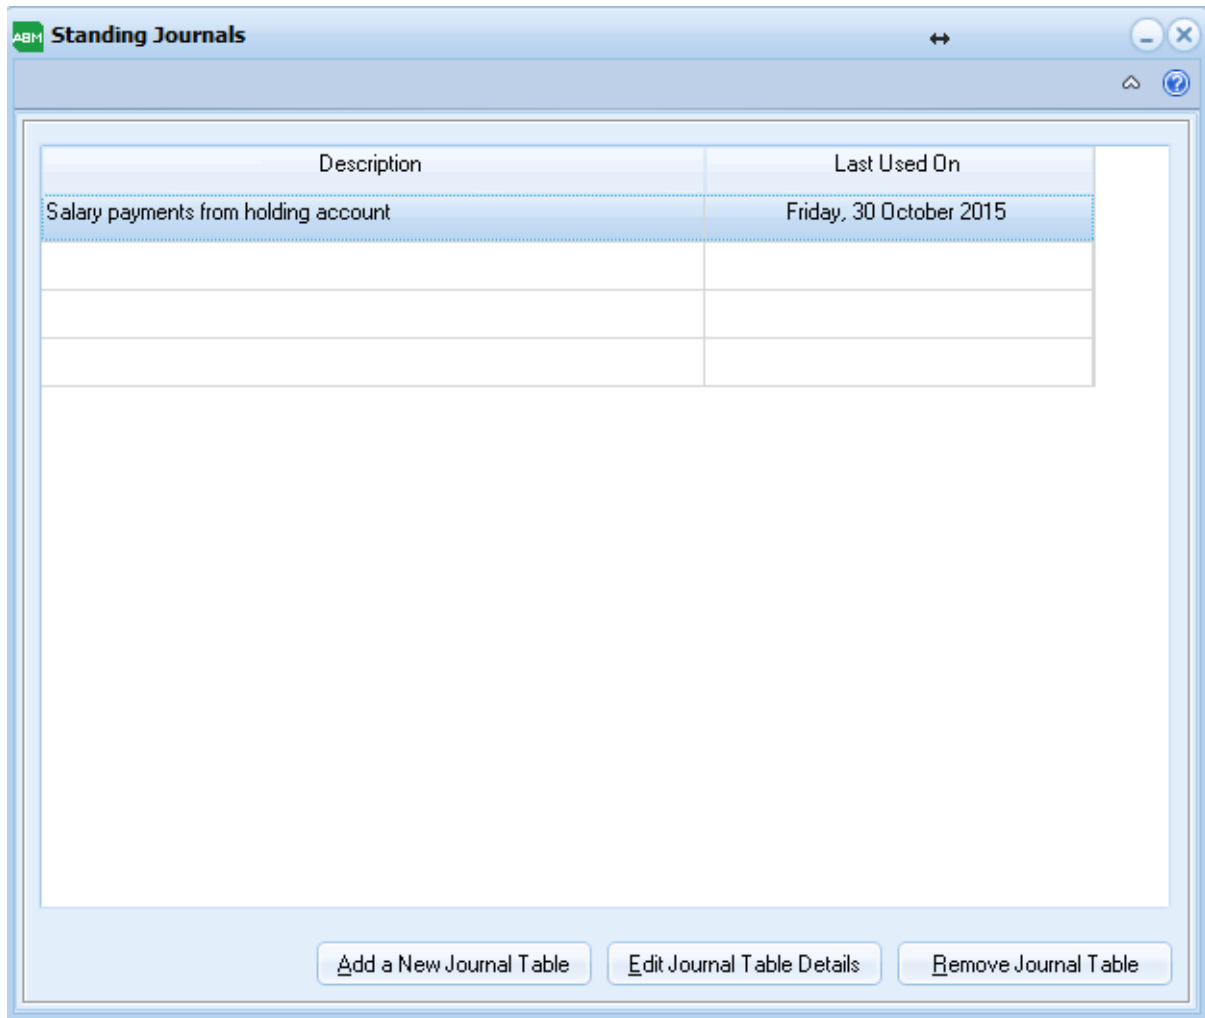 ABM Standing Journals
Description Last Used On
Salary payments from holding account Friday, 30 October 2015
Add a New Journal Table Edit Journal Table Details Remove Journal Table